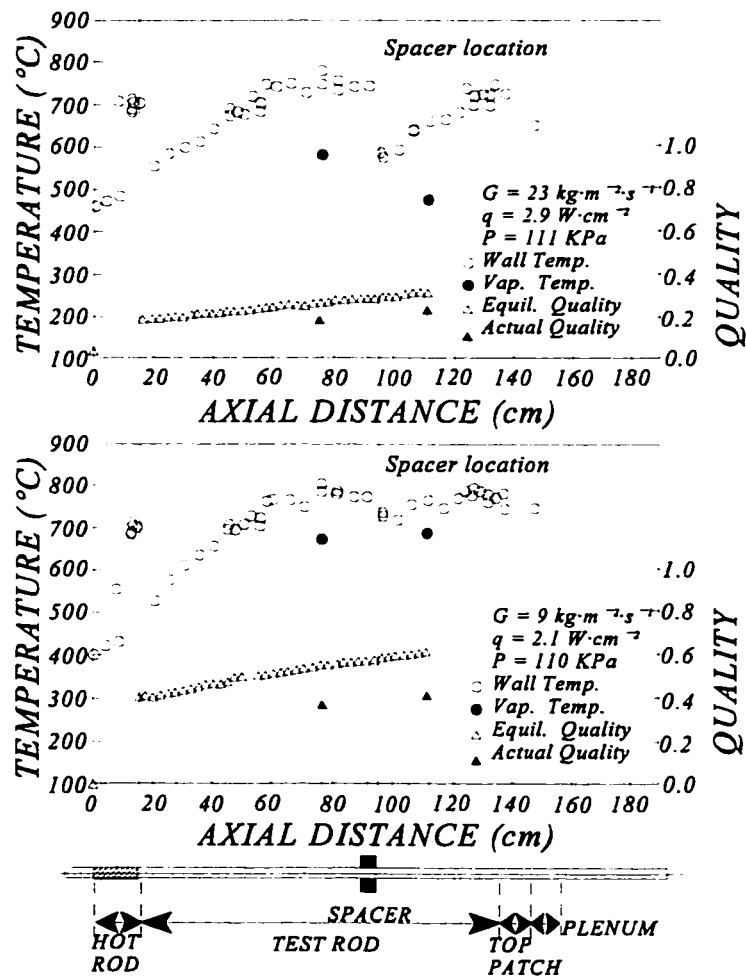 900
Spacer location
800
700
600
1.0
500
0.8
G = 23 kg·m⁻²·s⁻¹
400
q = 2.9 W·cm⁻²
P = 111 KPa
0.6
300
Wall Temp.
Vap. Temp.
0.4
200
Equil. Quality
0.2
Actual Quality
100
0.0
TEMPERATURE (°C)
QUALITY
0 20 40 60 80 100 120 140 160 180
AXIAL DISTANCE (cm)
900
Spacer location
800
700
600
1.0
500
G = 9 kg·m⁻²·s⁻¹
0.8
q = 2.1 W·cm⁻²
400
P = 110 KPa
0.6
Wall Temp.
300
Vap. Temp.
0.4
Equil. Quality
200
0.2
Actual Quality
100
0.0
TEMPERATURE (°C)
QUALITY
0 20 40 60 80 100 120 140 160 180
AXIAL DISTANCE (cm)
SPACER
PLENUM
HOT ROD
TEST ROD
TOP PATCH